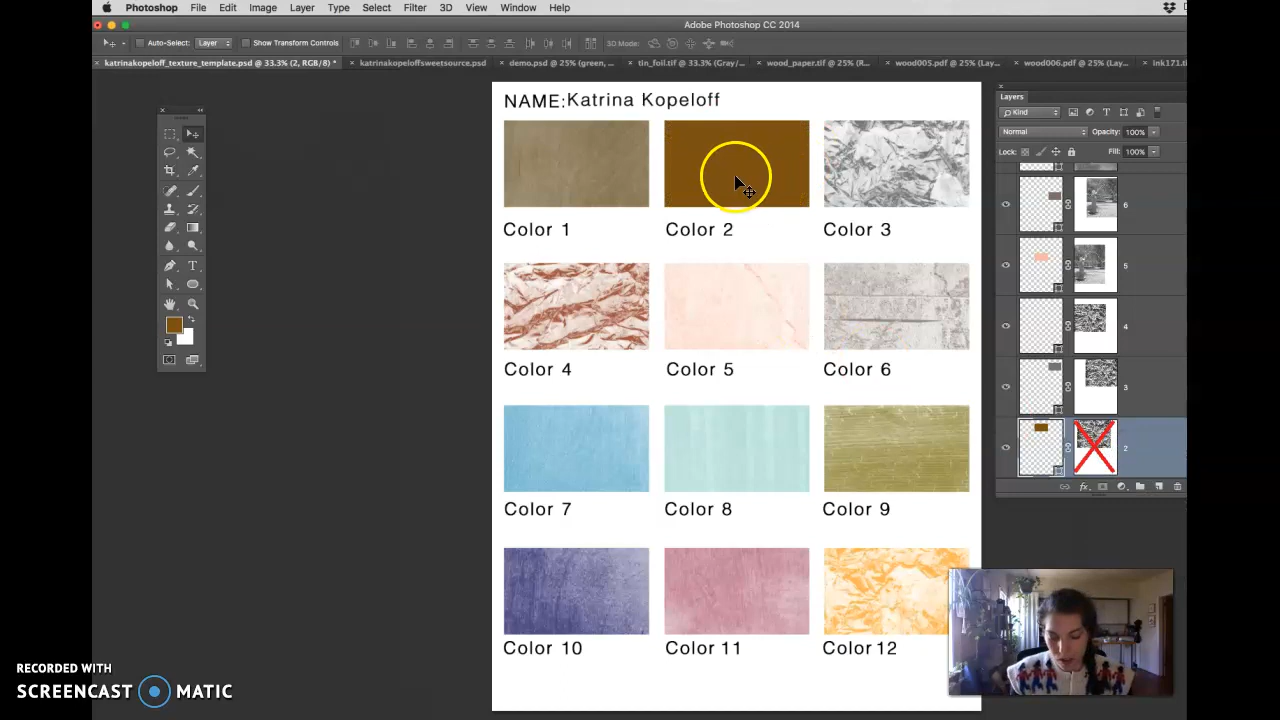 Photoshop File Edit Image Layer Type Select Filter 3D View Window Help
Adobe Photoshop CC 2014
Auto-Select: Layer Show Transform Controls 3D Mode:
katrinakopeloff_texture_template.psd @ 33.3% (2, RGB/8) * katrinakopeloffsweetsource.psd demo.psd @ 25% (green, ... tin_foil.tif @ 33.3% (Gray/... wood_paper.tif @ 25% (R... wood005.pdf @ 25% (Lay... wood006.pdf @ 25% (Lay... ink171.t
NAME:Katrina Kopeloff
Color 1 Color 2 Color 3
Color 4 Color 5 Color 6
Color 7 Color 8 Color 9
Color 10 Color 11 Color 12
Layers
Kind
Normal Opacity: 100%
Lock: Fill: 100%
6
5
4
3
2
fx
RECORDED WITH
SCREENCAST MATIC